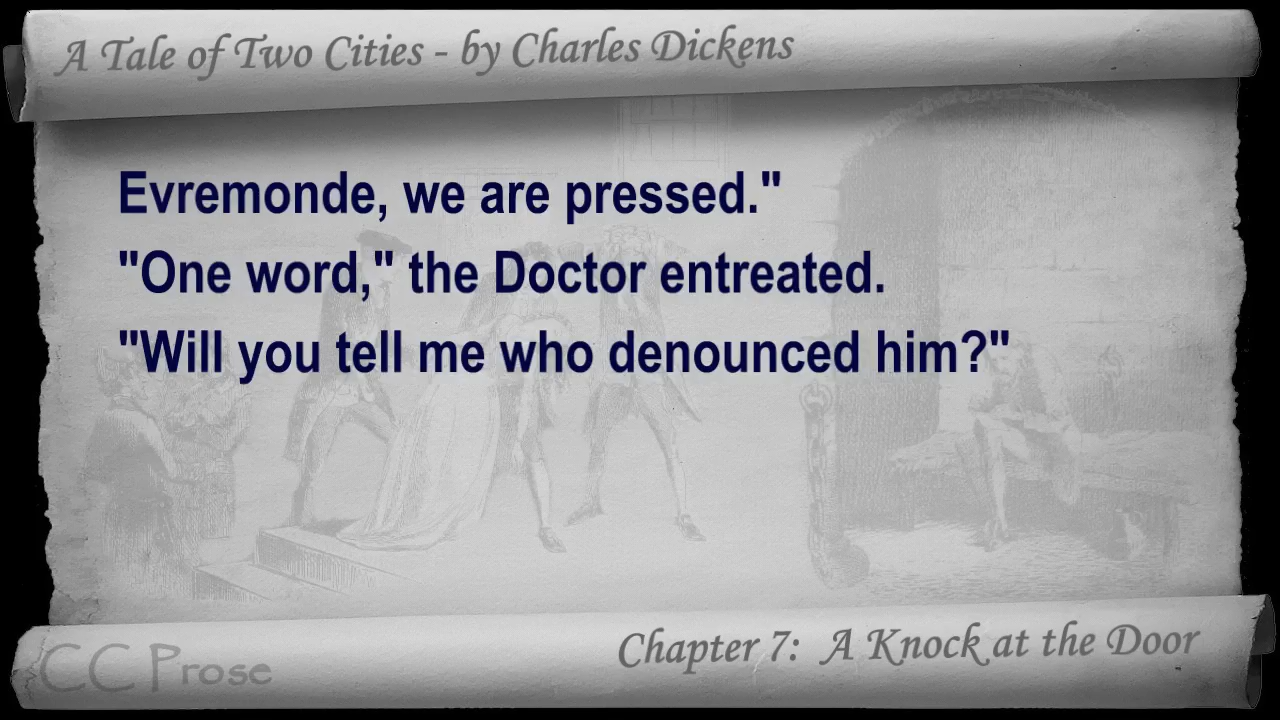 A Tale of Two Cities - by Charles Dickens
Evremonde, we are pressed."
"One word," the Doctor entreated.
"Will you tell me who denounced him?"
Chapter 7: A Knock at the Door
CC Prose